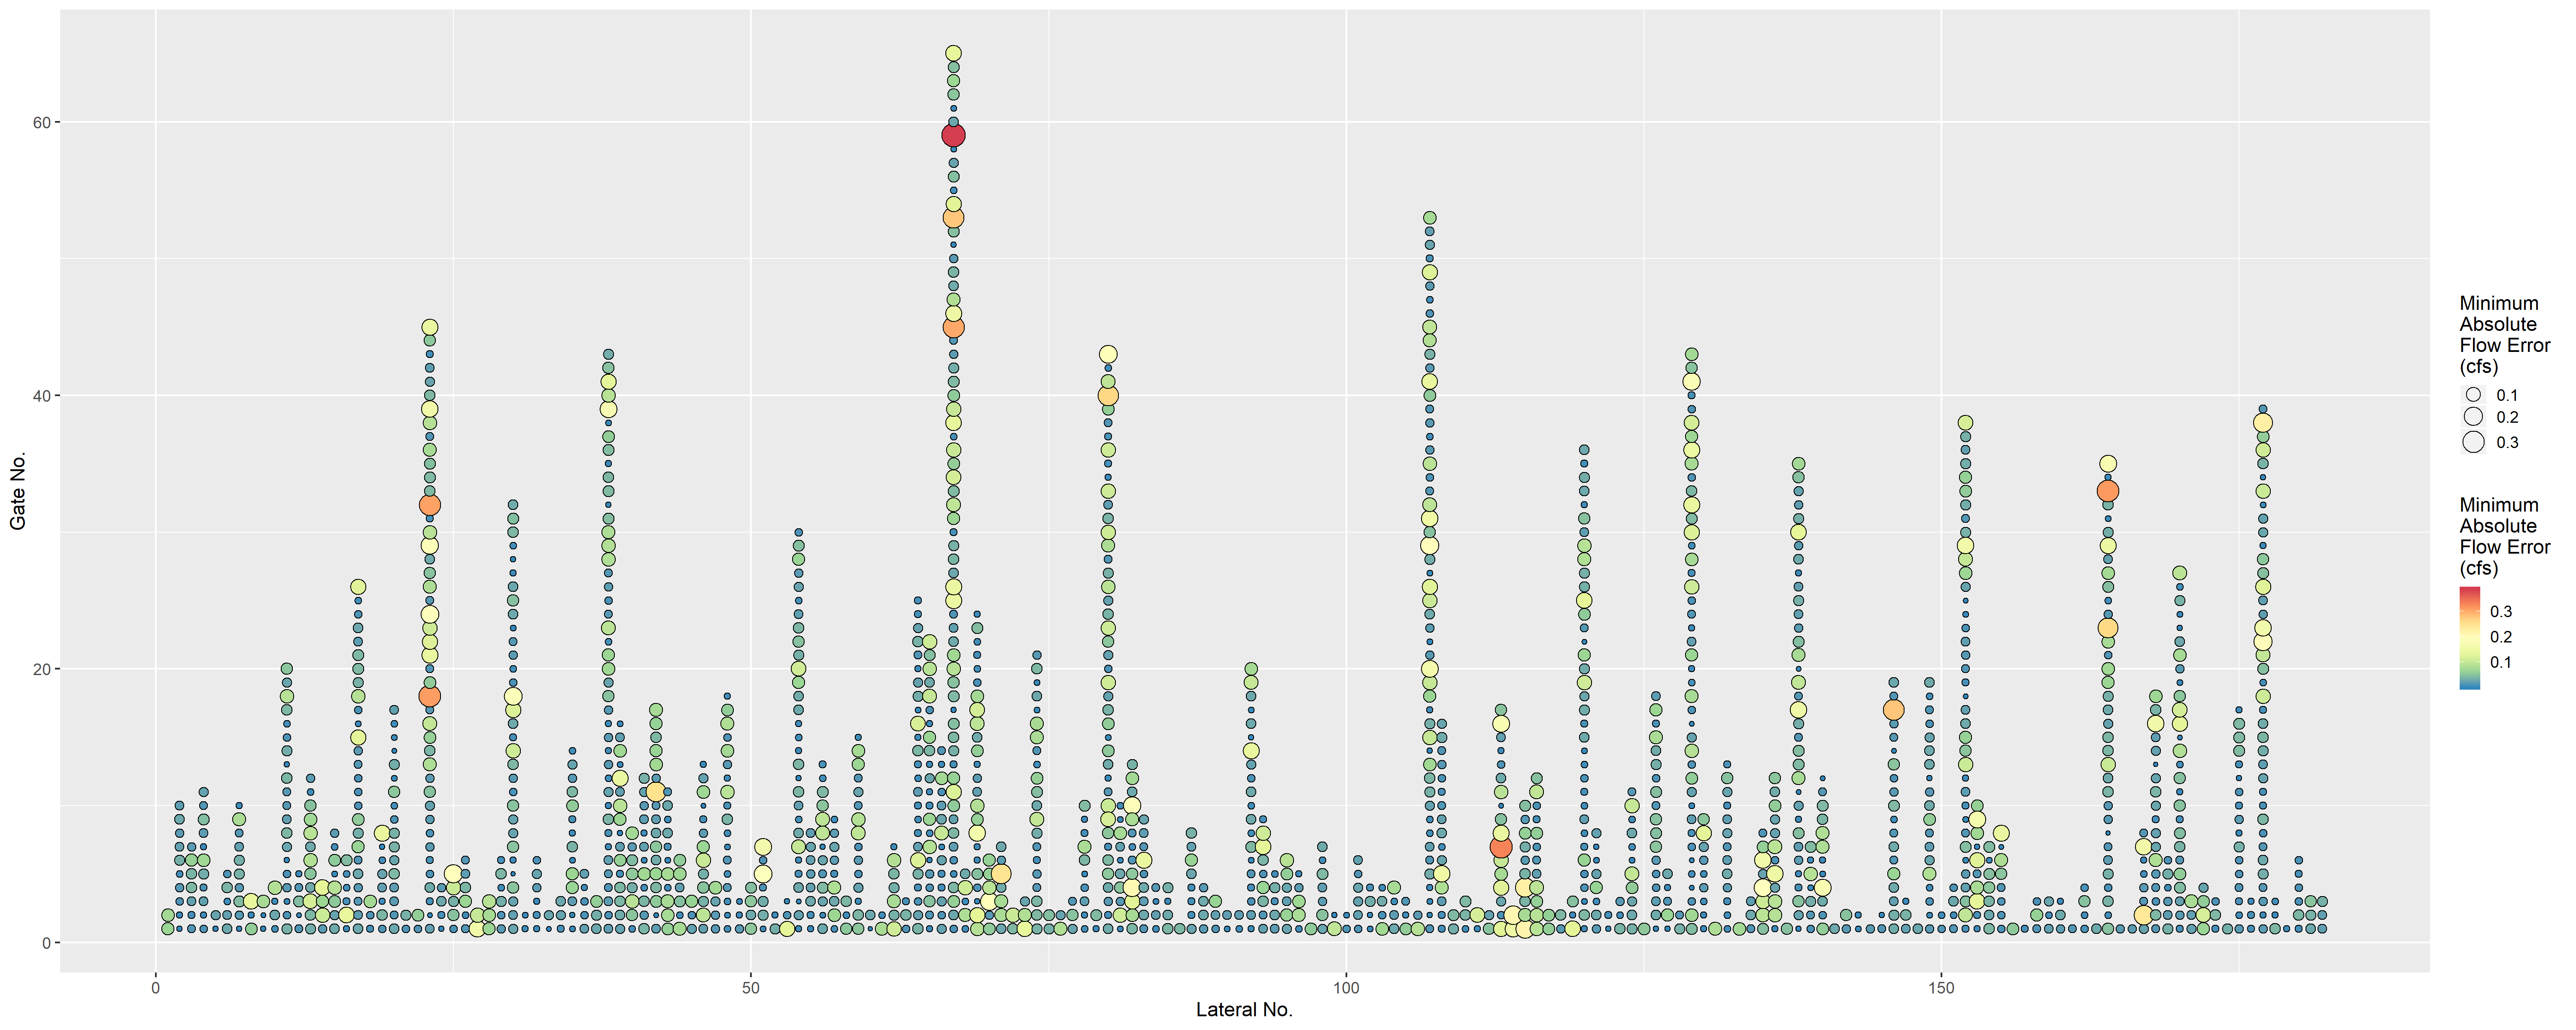 60
40
20
0
Gate No.
0
50
100
150
Lateral No.
Minimum
Absolute
Flow Error
(cfs)
0.1
0.2
0.3
Minimum
Absolute
Flow Error
(cfs)
0.3
0.2
0.1